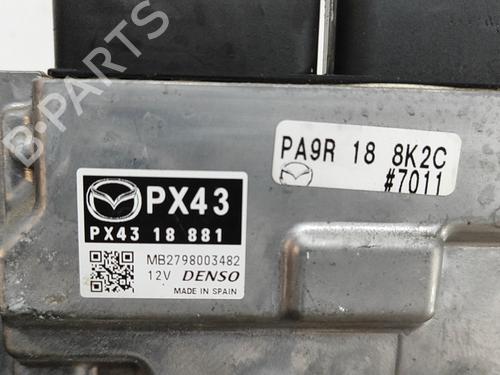 PA9R 18 8K2C
#7011
PX43
PX43 18 881
MB2798003482
12V DENSO
MADE IN SPAIN
B-PARTS